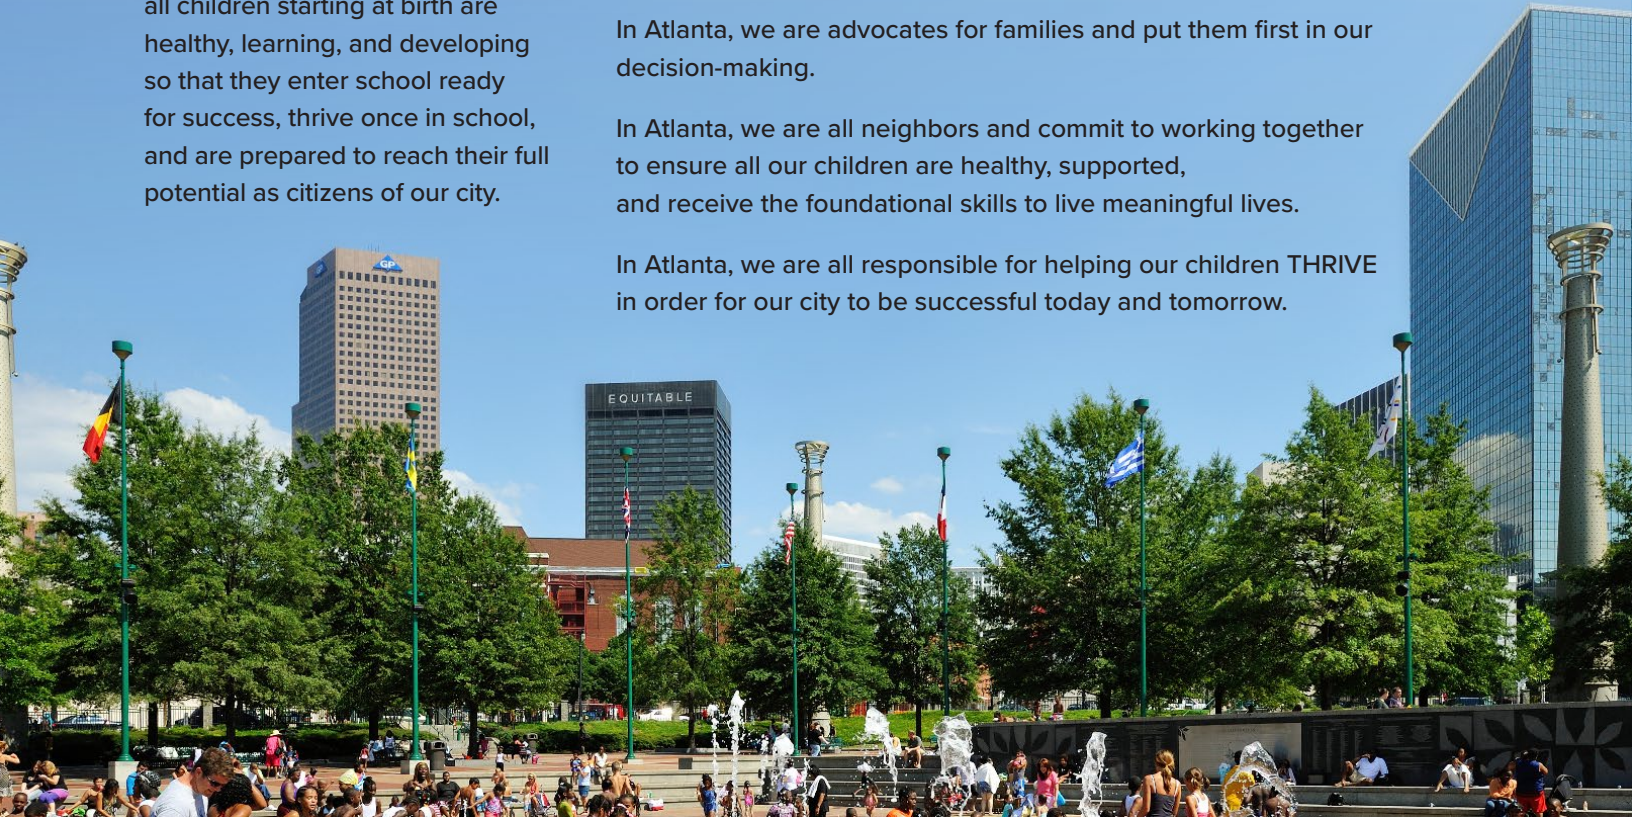 all children starting at birth are
healthy, learning, and developing
so that they enter school ready
for success, thrive once in school,
and are prepared to reach their full
potential as citizens of our city.
In Atlanta, we are advocates for families and put them first in our
decision-making.
In Atlanta, we are all neighbors and commit to working together
to ensure all our children are healthy, supported,
and receive the foundational skills to live meaningful lives.
In Atlanta, we are all responsible for helping our children THRIVE
in order for our city to be successful today and tomorrow.
GP
EQUITABLE